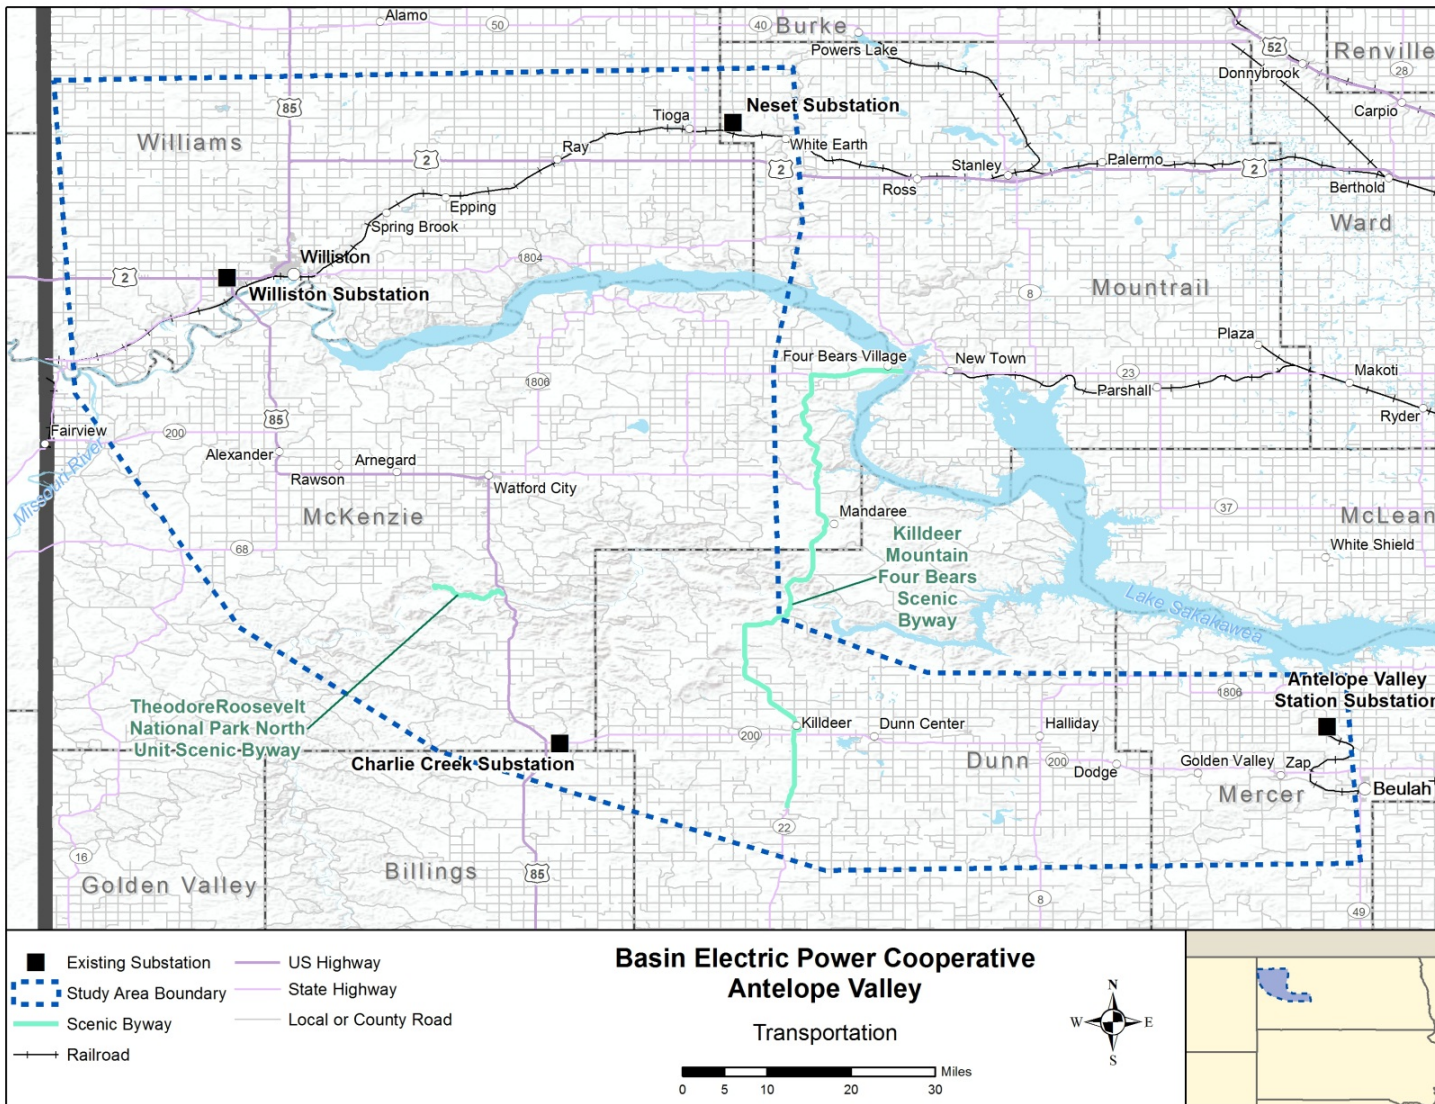 Alamo
50
40
Burke
Powers Lake
52
Renville
Donnybrook
28
Carpio
85
Neset Substation
Tioga
Williams
White Earth
Ray
2
2
Stanley
Palermo
2
Ross
Berthold
Epping
Spring Brook
Ward
Williston
1804
2
Williston Substation
8
Mountrail
Plaza
Four Bears Village
New Town
23
Makoti
1806
Parshall
Ryder
85
Fairview
200
Alexander
Arnegard
Rawson
Watford City
Missouri River
McKenzie
Mandaree
37
McLean
68
White Shield
Killdeer
Mountain
Four Bears
Scenic
Byway
Lake Sakakawea
TheodoreRoosevelt
National Park North
Unit Scenic Byway
Antelope Valley
Station Substation
1806
Killdeer
Dunn Center
Halliday
200
Charlie Creek Substation
Dunn
200
Dodge
Golden Valley
Zap
Mercer
Beulah
22
16
Golden Valley
Billings
85
8
49
Existing Substation
US Highway
Study Area Boundary
State Highway
Scenic Byway
Local or County Road
Railroad
Basin Electric Power Cooperative
Antelope Valley
Transportation
N
W
E
S
Miles
0 5 10 20 30